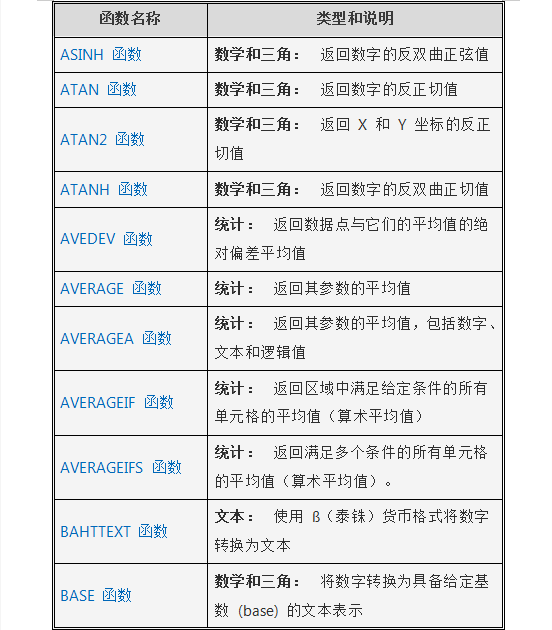 函数名称 类型和说明
ASINH 函数 数学和三角： 返回数字的反双曲正弦值
ATAN 函数 数学和三角： 返回数字的反正切值
ATAN2 函数 数学和三角： 返回 X 和 Y 坐标的反正
切值
ATANH 函数 数学和三角： 返回数字的反双曲正切值
AVEDEV 函数 统计： 返回数据点与它们的平均值的绝
对偏差平均值
AVERAGE 函数 统计： 返回其参数的平均值
AVERAGEA 函数 统计： 返回其参数的平均值，包括数字、
文本和逻辑值
AVERAGEIF 函数 统计： 返回区域中满足给定条件的所有
单元格的平均值（算术平均值）
AVERAGEIFS 函数 统计： 返回满足多个条件的所有单元格
的平均值（算术平均值）。
BAHTTEXT 函数 文本： 使用 ß（泰铢）货币格式将数字
转换为文本
BASE 函数 数学和三角： 将数字转换为具备给定基
数 (base) 的文本表示